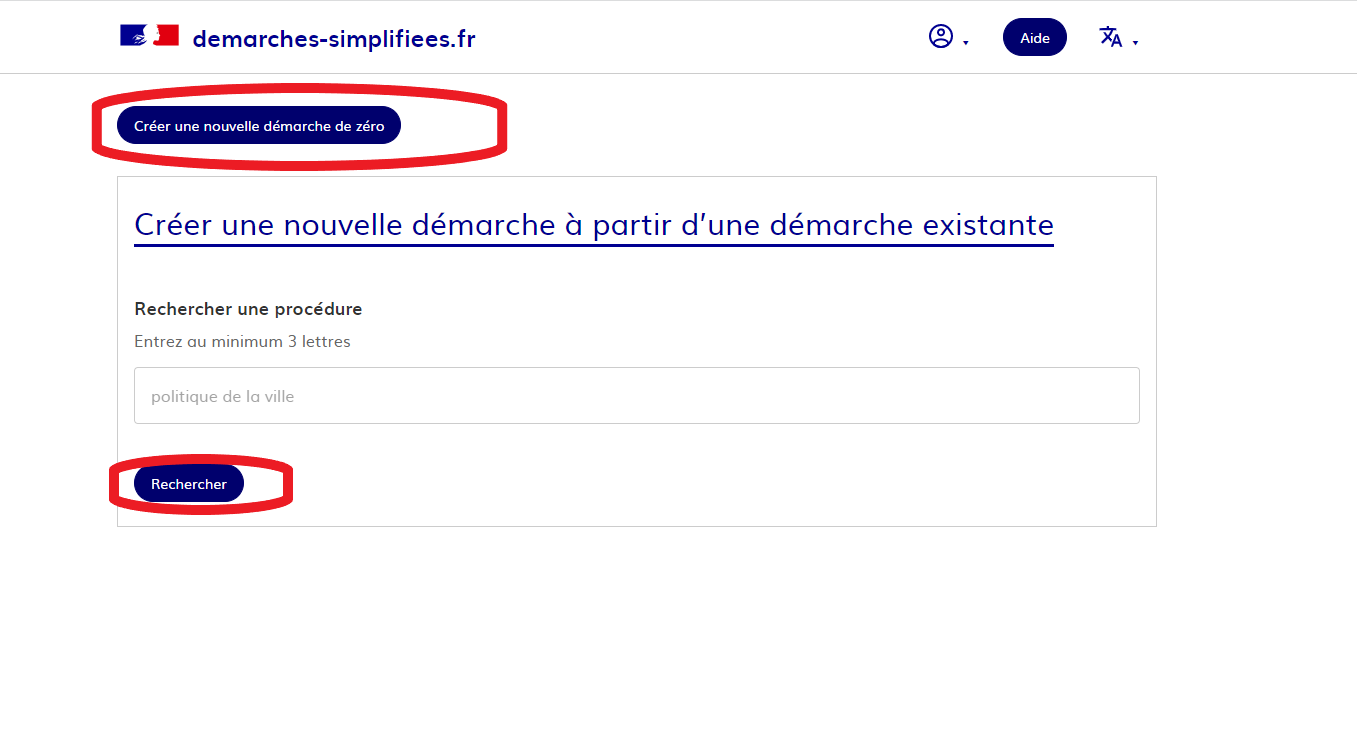 demarches-simplifiees.fr
Aide
Créer une nouvelle démarche de zéro
Créer une nouvelle démarche à partir d’une démarche existante
Rechercher une procédure
Entrez au minimum 3 lettres
politique de la ville
Rechercher